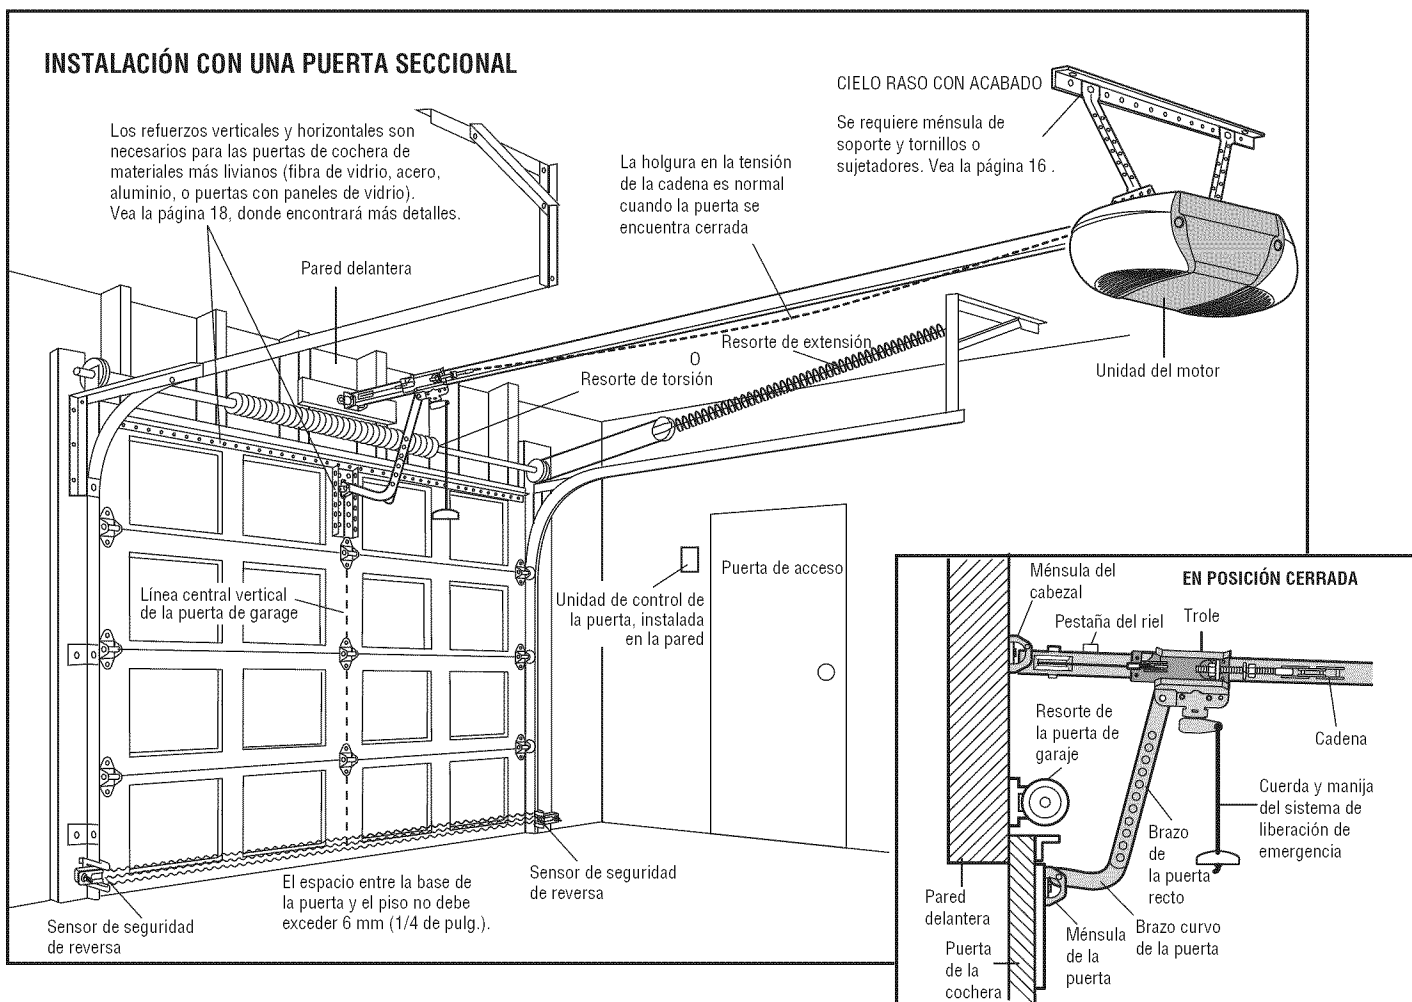 INSTALACIÓN CON UNA PUERTA SECCIONAL
Los refuerzos verticales y horizontales son
necesarios para las puertas de cochera de
materiales más livianos (fibra de vidrio, acero,
aluminio, o puertas con paneles de vidrio).
Vea la página 18, donde encontrará más detalles.
Pared delantera
La holgura en la tensión
de la cadena es normal
cuando la puerta se
encuentra cerrada
CIELO RASO CON ACABADO
Se requiere ménsula de
soporte y tornillos o
sujetadores. Vea la página 16 .
Resorte de extensión
O
Resorte de torsión
Unidad del motor
Línea central vertical
de la puerta de garage
Unidad de control de
la puerta, instalada
en la pared
Puerta de acceso
Sensor de seguridad
de reversa
El espacio entre la base de
la puerta y el piso no debe
exceder 6 mm (1/4 de pulg.).
Sensor de seguridad
de reversa
EN POSICIÓN CERRADA
Ménsula del
cabezal
Pestaña del riel
Trole
Resorte de
la puerta de
garaje
Cadena
Cuerda y manija
del sistema de
liberación de
emergencia
Brazo
de
la puerta
recto
Pared
delantera
Brazo curvo
de la puerta
Ménsula
de la
puerta
Puerta
de la
cochera